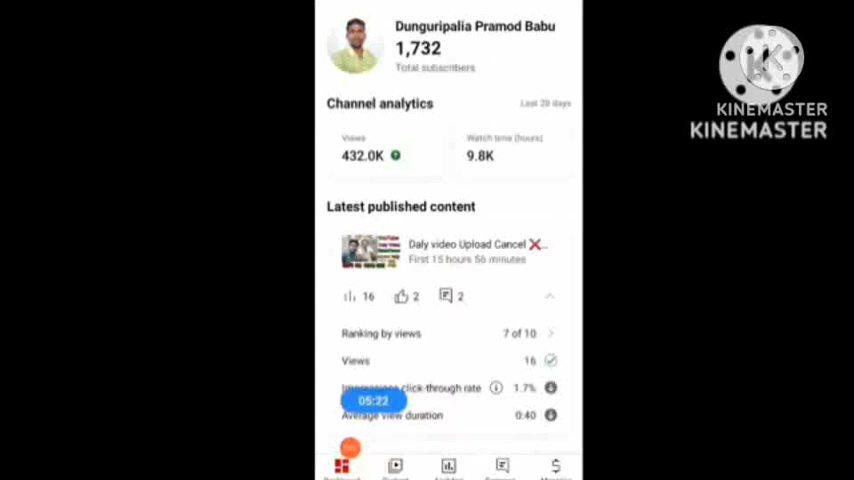 Dunguripalia Pramod Babu
1,732
Total subscribers
Channel analytics
Last 28 days
Views
Watch time (hours)
432.0K
9.8K
Latest published content
Daly video Upload Cancel ❌...
First 15 hours 56 minutes
16
2
2
Ranking by views
7 of 10
Views
16
Impressions click-through rate
1.7%
05:22
Average view duration
0:40
KINEMASTER
KINEMASTER